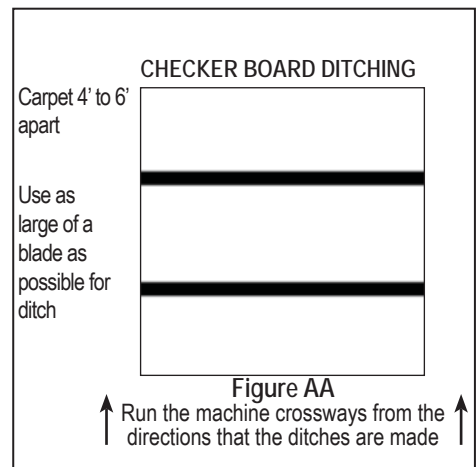 CHECKER BOARD DITCHING
Carpet 4’ to 6’
apart
Use as
large of a
blade as
possible for
ditch
Figure AA
Run the machine crossways from the
directions that the ditches are made